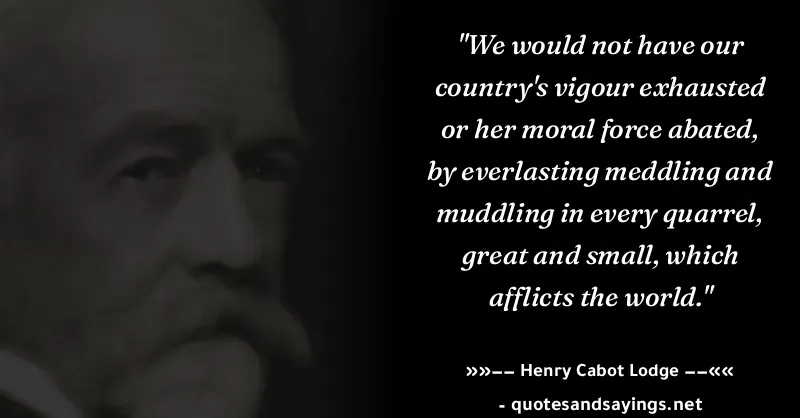 "We would not have our
country's vigour exhausted
or her moral force abated,
by everlasting meddling and
muddling in every quarrel,
great and small, which
afflicts the world."
»»−− Henry Cabot Lodge −−««
- quotesandsayings.net